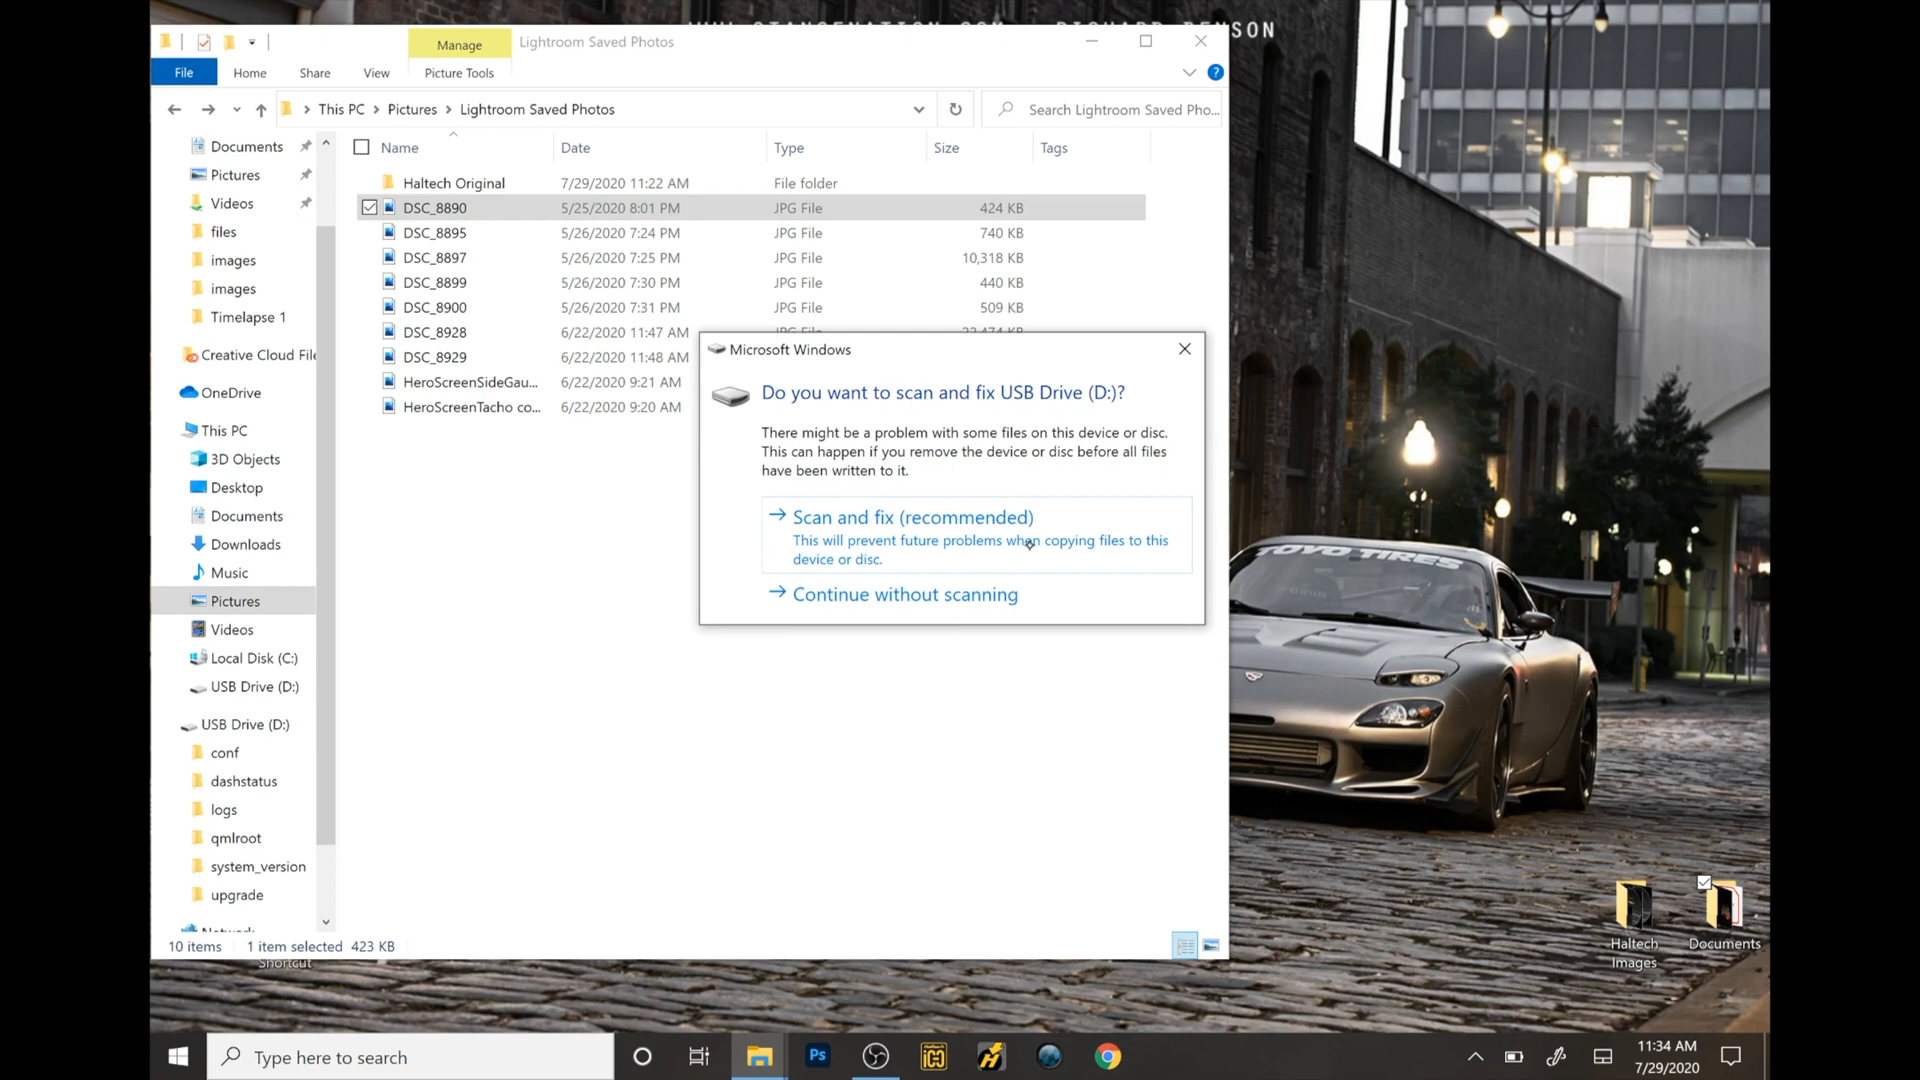 SON
Manage
Lightroom Saved Photos
File
Home
Share
View
Picture Tools
?
This PC
Pictures
Lightroom Saved Photos
Search Lightroom Saved Pho...
Name
Date
Type
Size
Tags
Documents
Pictures
Videos
files
images
images
Timelapse 1
Creative Cloud File
OneDrive
This PC
3D Objects
Desktop
Documents
Downloads
Music
Pictures
Videos
Local Disk (C:)
USB Drive (D:)
USB Drive (D:)
conf
dashstatus
logs
qmlroot
system_version
upgrade
Haltech Original 7/29/2020 11:22 AM File folder
DSC_8890 5/25/2020 8:01 PM JPG File 424 KB
DSC_8895 5/26/2020 7:24 PM JPG File 740 KB
DSC_8897 5/26/2020 7:25 PM JPG File 10,318 KB
DSC_8899 5/26/2020 7:30 PM JPG File 440 KB
DSC_8900 5/26/2020 7:31 PM JPG File 509 KB
DSC_8928 6/22/2020 11:47 AM JPG File
DSC_8929 6/22/2020 11:48 AM
HeroScreenSideGau... 6/22/2020 9:21 AM
HeroScreenTacho co... 6/22/2020 9:20 AM
Microsoft Windows
Do you want to scan and fix USB Drive (D:)?
There might be a problem with some files on this device or disc.
This can happen if you remove the device or disc before all files
have been written to it.
Scan and fix (recommended)
This will prevent future problems when copying files to this
device or disc.
Continue without scanning
TOYO TIRES
10 items
1 item selected 423 KB
Shortcut
Haltech
Images
Documents
Type here to search
Ps
11:34 AM
7/29/2020